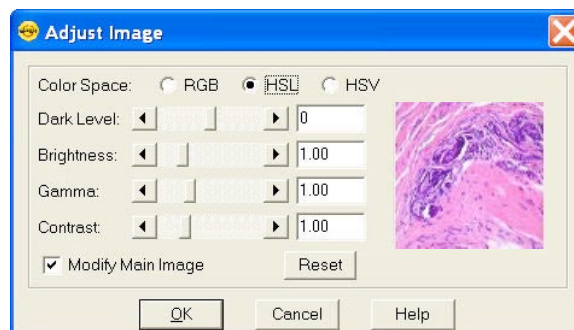 Adjust Image
Color Space: RGB HSL HSV
Dark Level: 0
Brightness: 1.00
Gamma: 1.00
Contrast: 1.00
Modify Main Image Reset
OK Cancel Help